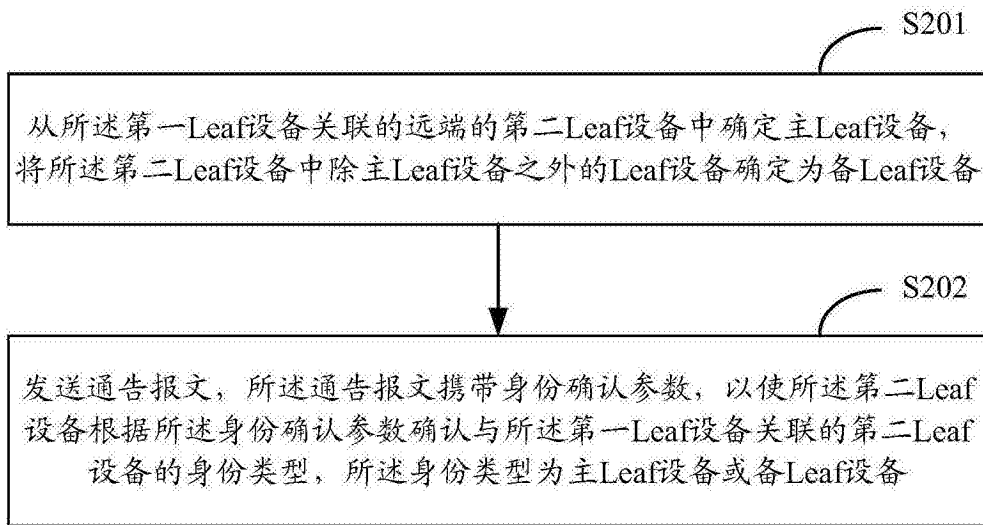 S201
从所述第一Leaf设备关联的远端的第二Leaf设备中确定主Leaf设备，
将所述第二Leaf设备中除主Leaf设备之外的Leaf设备确定为备Leaf设备
S202
发送通告报文，所述通告报文携带身份确认参数，以使所述第二Leaf
设备根据所述身份确认参数确认与所述第一Leaf设备关联的第二Leaf
设备的身份类型，所述身份类型为主Leaf设备或备Leaf设备